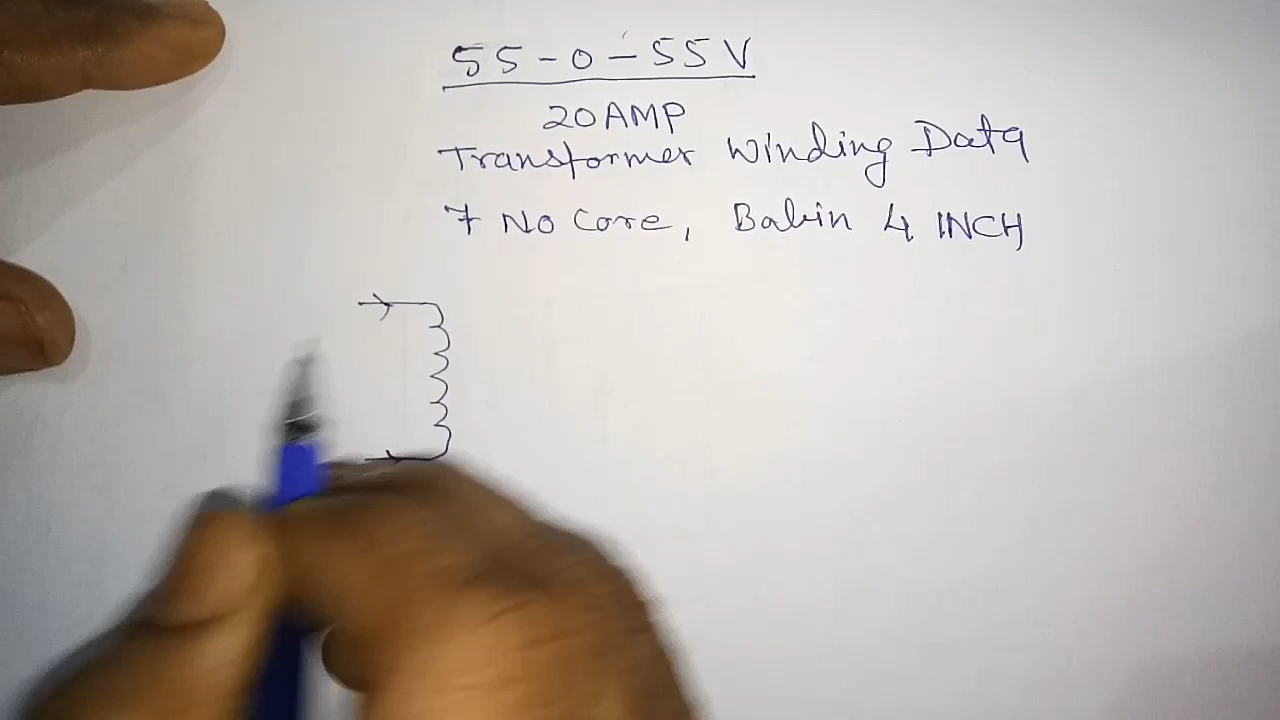 55-0-55V
20AMP
Transformer Winding Data
7 No Core, Babin 4 INCH